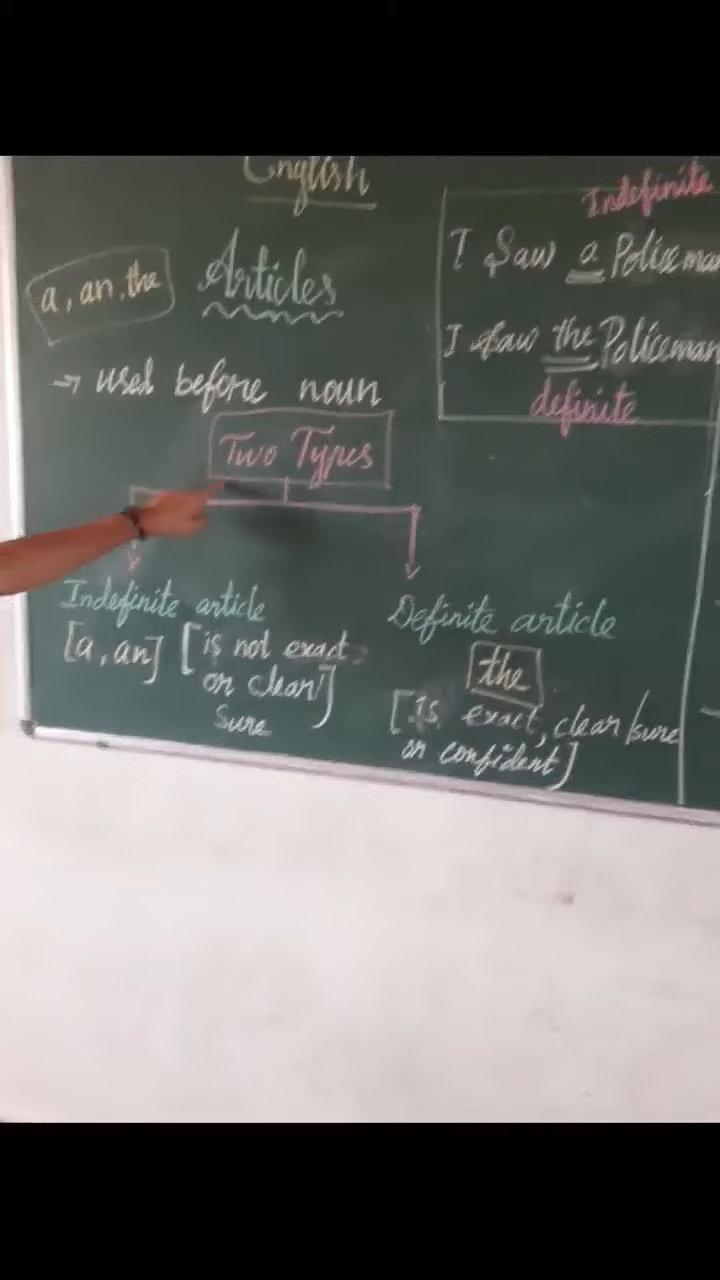 English
Articles
a, an, the
→ used before noun
Two Types
Indefinite article
[a, an] [is not exact
or clear]
Sure
Definite article
the
[Is exact, clear/sure
or confident]
Indefinite
I Saw a Policeman
I Saw the Policeman
definite